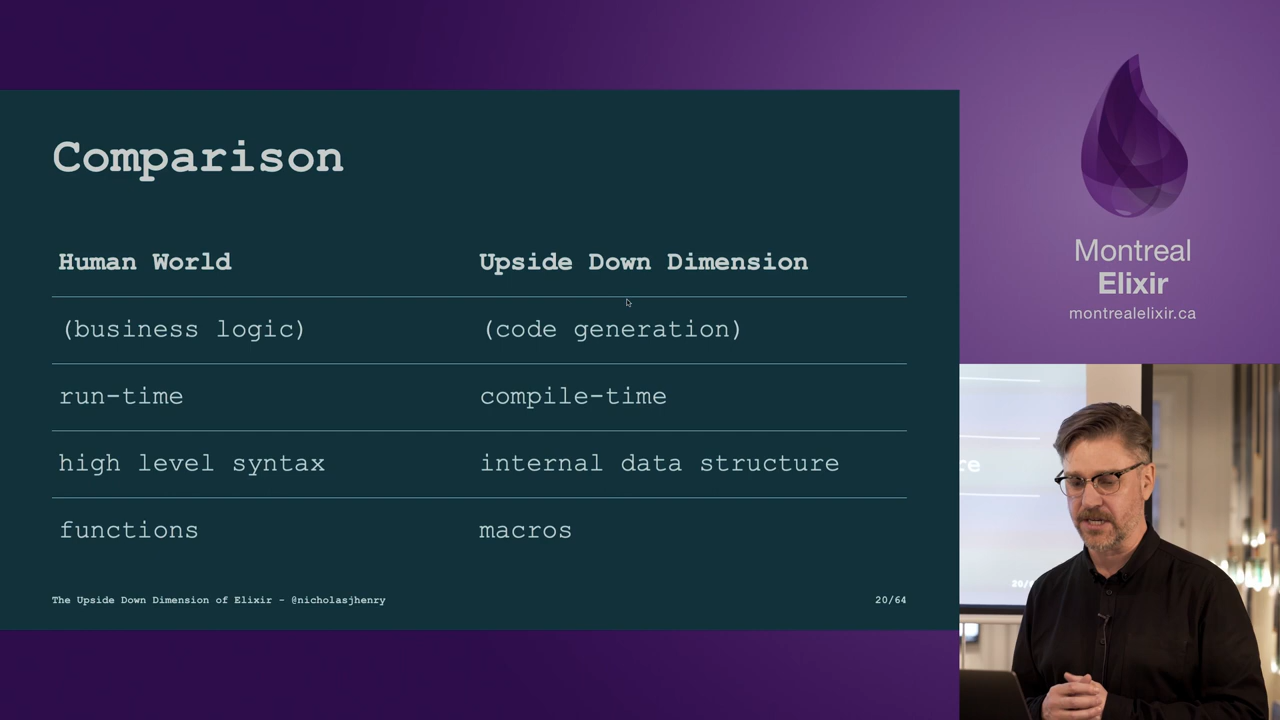 Comparison
Human World
Upside Down Dimension
(business logic)
(code generation)
run-time
compile-time
high level syntax
internal data structure
functions
macros
The Upside Down Dimension of Elixir - @nicholasjhenry
20/64
Montreal
Elixir
montrealelixir.ca